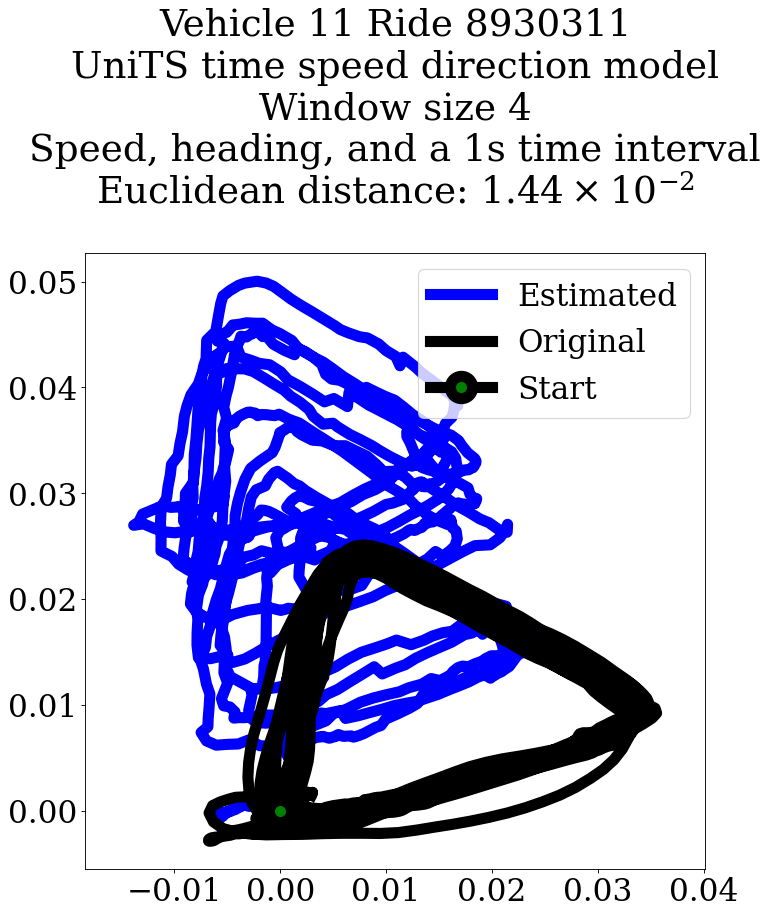 Vehicle 11 Ride 8930311
UniTS time speed direction model
Window size 4
Speed, heading, and a 1s time interval
Euclidean distance: 1.44 × 10⁻²
Estimated
Original
Start
0.05
0.04
0.03
0.02
0.01
0.00
−0.01 0.00 0.01 0.02 0.03 0.04